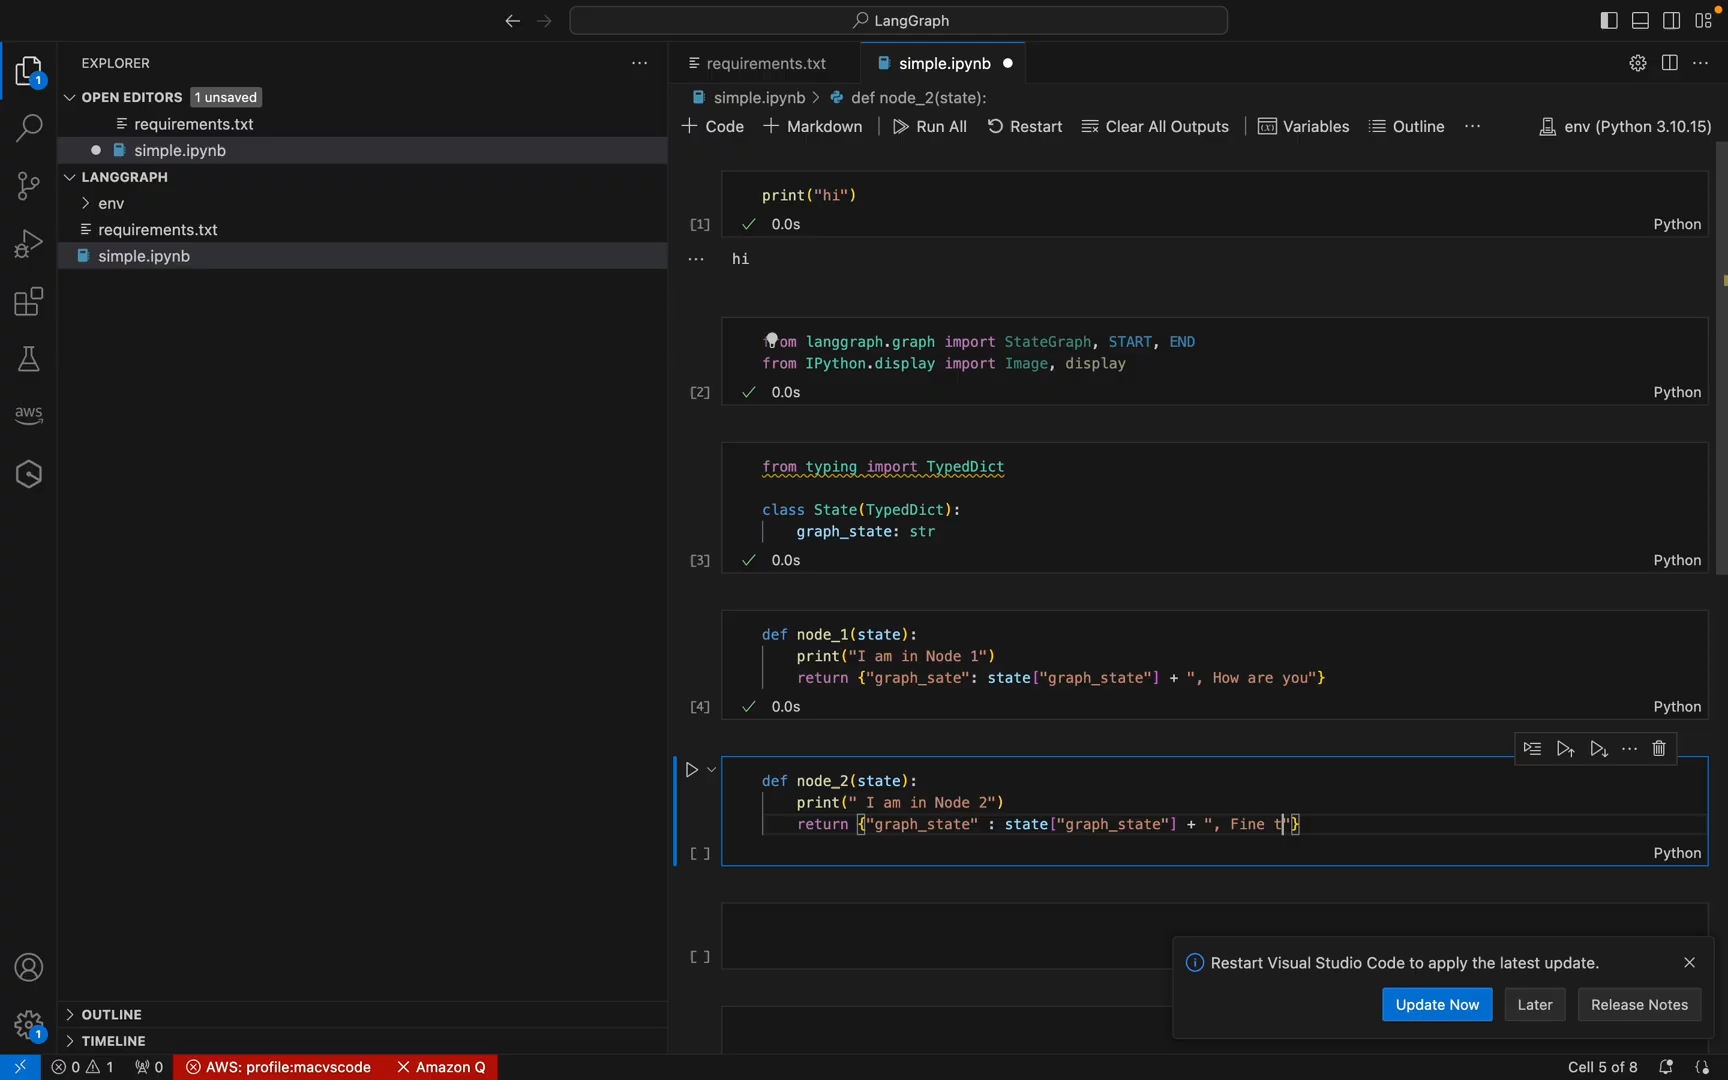 LangGraph
EXPLORER
OPEN EDITORS 1 unsaved
requirements.txt
simple.ipynb
LANGGRAPH
env
requirements.txt
simple.ipynb
OUTLINE
TIMELINE
1
aws
1
requirements.txt
simple.ipynb
simple.ipynb > def node_2(state):
+ Code + Markdown | Run All Restart Clear All Outputs | Variables Outline ... env (Python 3.10.15)
print("hi")
[1] 0.0s Python
... hi
from langgraph.graph import StateGraph, START, END
from IPython.display import Image, display
[2] 0.0s Python
from typing import TypedDict
class State(TypedDict):
graph_state: str
[3] 0.0s Python
def node_1(state):
print("I am in Node 1")
return {"graph_sate": state["graph_state"] + ", How are you"}
[4] 0.0s Python
def node_2(state):
print(" I am in Node 2")
return {"graph_state" : state["graph_state"] + ", Fine t"}
[ ] Python
[ ]
Restart Visual Studio Code to apply the latest update.
Update Now Later Release Notes
0 1 0 AWS: profile:macvscode Amazon Q Cell 5 of 8